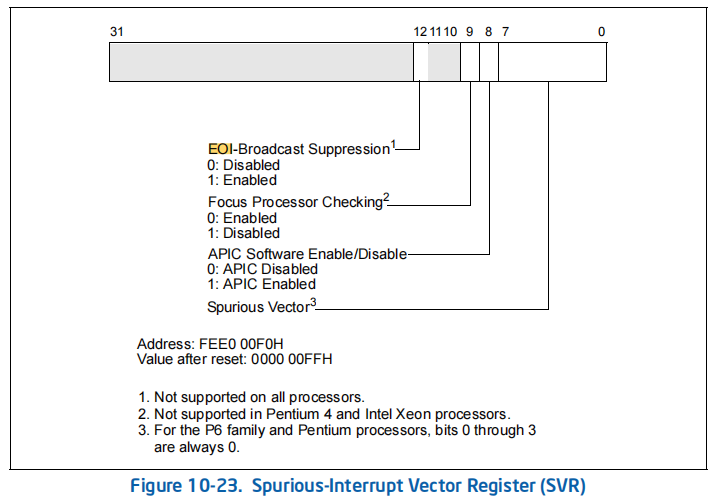 31 12 11 10 9 8 7 0
EOI-Broadcast Suppression1
0: Disabled
1: Enabled
Focus Processor Checking2
0: Enabled
1: Disabled
APIC Software Enable/Disable
0: APIC Disabled
1: APIC Enabled
Spurious Vector3
Address: FEE0 00F0H
Value after reset: 0000 00FFH
1. Not supported on all processors.
2. Not supported in Pentium 4 and Intel Xeon processors.
3. For the P6 family and Pentium processors, bits 0 through 3
are always 0.
Figure 10-23. Spurious-Interrupt Vector Register (SVR)